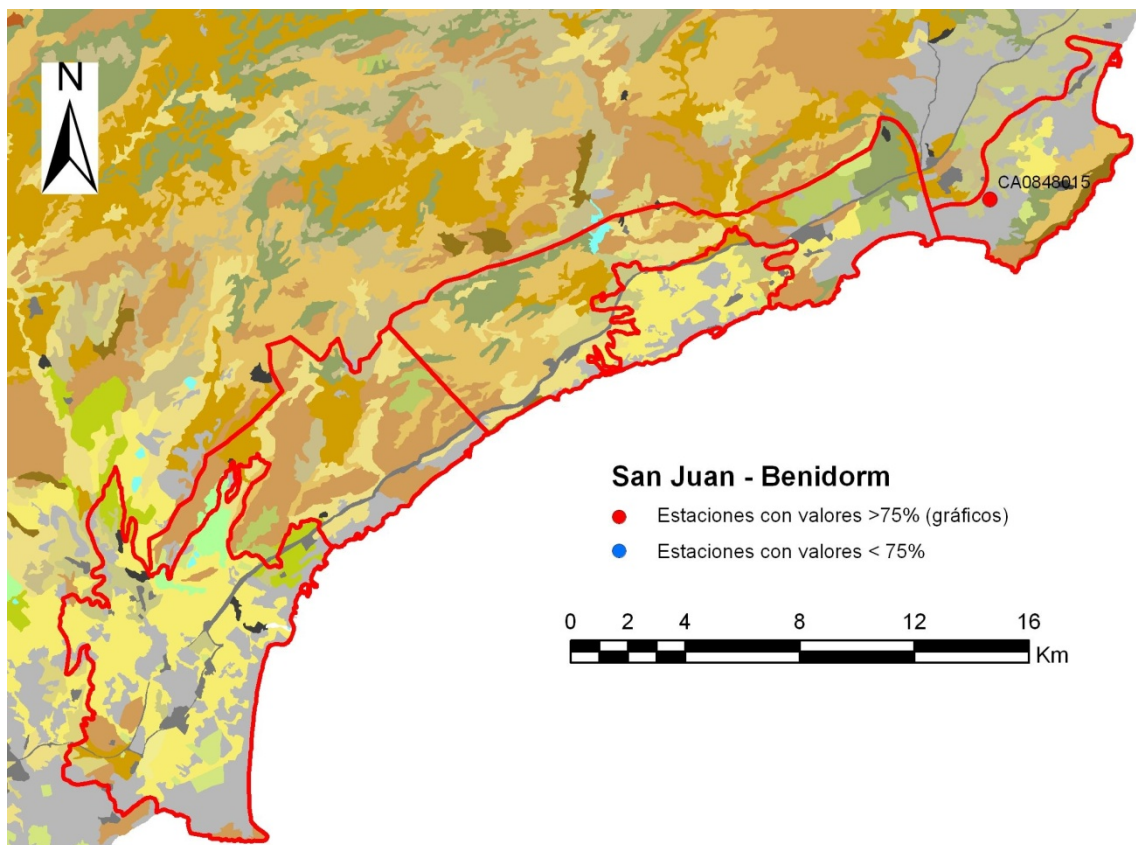 N
CA0848015
San Juan - Benidorm
Estaciones con valores >75% (gráficos)
Estaciones con valores < 75%
0 2 4 8 12 16
Km